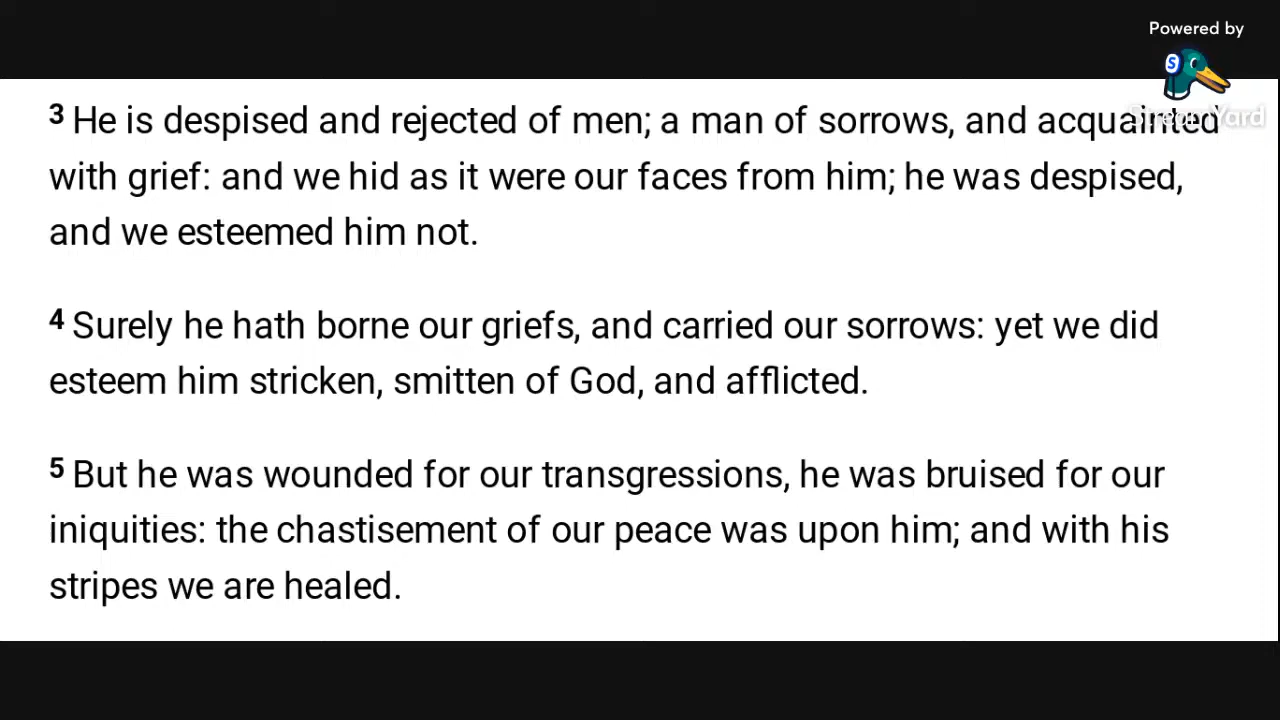 Powered by
StreamYard
3 He is despised and rejected of men; a man of sorrows, and acquainted
with grief: and we hid as it were our faces from him; he was despised,
and we esteemed him not.
4 Surely he hath borne our griefs, and carried our sorrows: yet we did
esteem him stricken, smitten of God, and afflicted.
5 But he was wounded for our transgressions, he was bruised for our
iniquities: the chastisement of our peace was upon him; and with his
stripes we are healed.